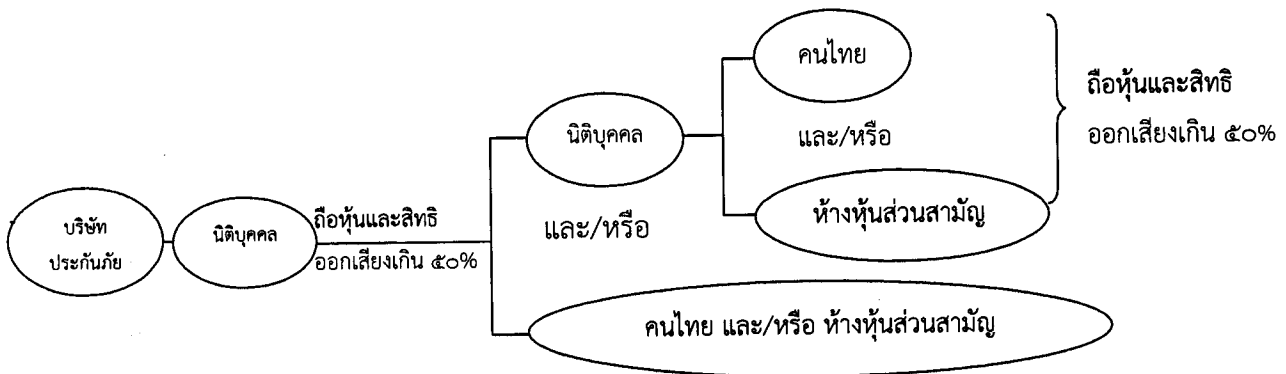 คนไทย
ถือหุ้นและสิทธิ
ออกเสียงเกิน ๕๐%
นิติบุคคล
และ/หรือ
ห้างหุ้นส่วนสามัญ
บริษัท
ประกันภัย
นิติบุคคล
ถือหุ้นและสิทธิ
ออกเสียงเกิน ๕๐%
และ/หรือ
คนไทย และ/หรือ ห้างหุ้นส่วนสามัญ